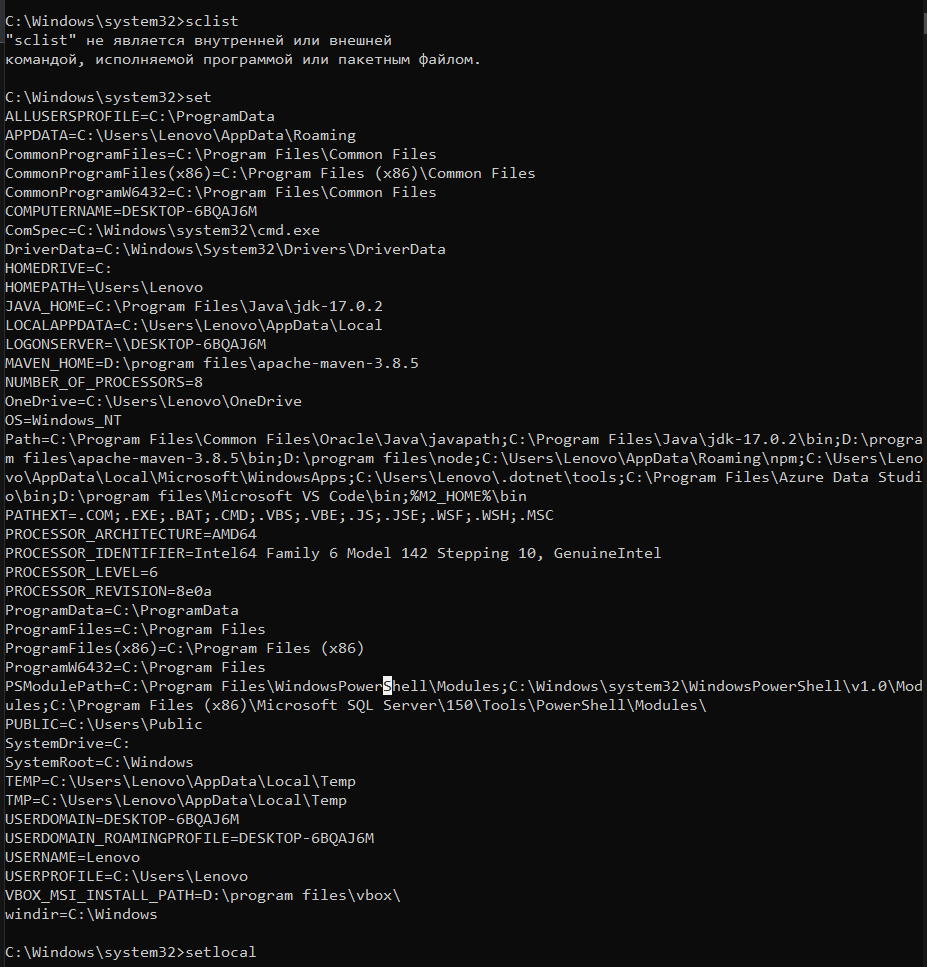 C:\Windows\system32>sclist
"sclist" не является внутренней или внешней
командой, исполняемой программой или пакетным файлом.
C:\Windows\system32>set
ALLUSERSPROFILE=C:\ProgramData
APPDATA=C:\Users\Lenovo\AppData\Roaming
CommonProgramFiles=C:\Program Files\Common Files
CommonProgramFiles(x86)=C:\Program Files (x86)\Common Files
CommonProgramW6432=C:\Program Files\Common Files
COMPUTERNAME=DESKTOP-6BQAJ6M
ComSpec=C:\Windows\system32\cmd.exe
DriverData=C:\Windows\System32\Drivers\DriverData
HOMEDRIVE=C:
HOMEPATH=\Users\Lenovo
JAVA_HOME=C:\Program Files\Java\jdk-17.0.2
LOCALAPPDATA=C:\Users\Lenovo\AppData\Local
LOGONSERVER=\\DESKTOP-6BQAJ6M
MAVEN_HOME=D:\program files\apache-maven-3.8.5
NUMBER_OF_PROCESSORS=8
OneDrive=C:\Users\Lenovo\OneDrive
OS=Windows_NT
Path=C:\Program Files\Common Files\Oracle\Java\javapath;C:\Program Files\Java\jdk-17.0.2\bin;D:\progra
m files\apache-maven-3.8.5\bin;D:\program files\node;C:\Users\Lenovo\AppData\Roaming\npm;C:\Users\Leno
vo\AppData\Local\Microsoft\WindowsApps;C:\Users\Lenovo\.dotnet\tools;C:\Program Files\Azure Data Studi
o\bin;D:\program files\Microsoft VS Code\bin;%M2_HOME%\bin
PATHEXT=.COM;.EXE;.BAT;.CMD;.VBS;.VBE;.JS;.JSE;.WSF;.WSH;.MSC
PROCESSOR_ARCHITECTURE=AMD64
PROCESSOR_IDENTIFIER=Intel64 Family 6 Model 142 Stepping 10, GenuineIntel
PROCESSOR_LEVEL=6
PROCESSOR_REVISION=8e0a
ProgramData=C:\ProgramData
ProgramFiles=C:\Program Files
ProgramFiles(x86)=C:\Program Files (x86)
ProgramW6432=C:\Program Files
PSModulePath=C:\Program Files\WindowsPowerShell\Modules;C:\Windows\system32\WindowsPowerShell\v1.0\Mod
ules;C:\Program Files (x86)\Microsoft SQL Server\150\Tools\PowerShell\Modules\
PUBLIC=C:\Users\Public
SystemDrive=C:
SystemRoot=C:\Windows
TEMP=C:\Users\Lenovo\AppData\Local\Temp
TMP=C:\Users\Lenovo\AppData\Local\Temp
USERDOMAIN=DESKTOP-6BQAJ6M
USERDOMAIN_ROAMINGPROFILE=DESKTOP-6BQAJ6M
USERNAME=Lenovo
USERPROFILE=C:\Users\Lenovo
VBOX_MSI_INSTALL_PATH=D:\program files\vbox\
windir=C:\Windows
C:\Windows\system32>setlocal